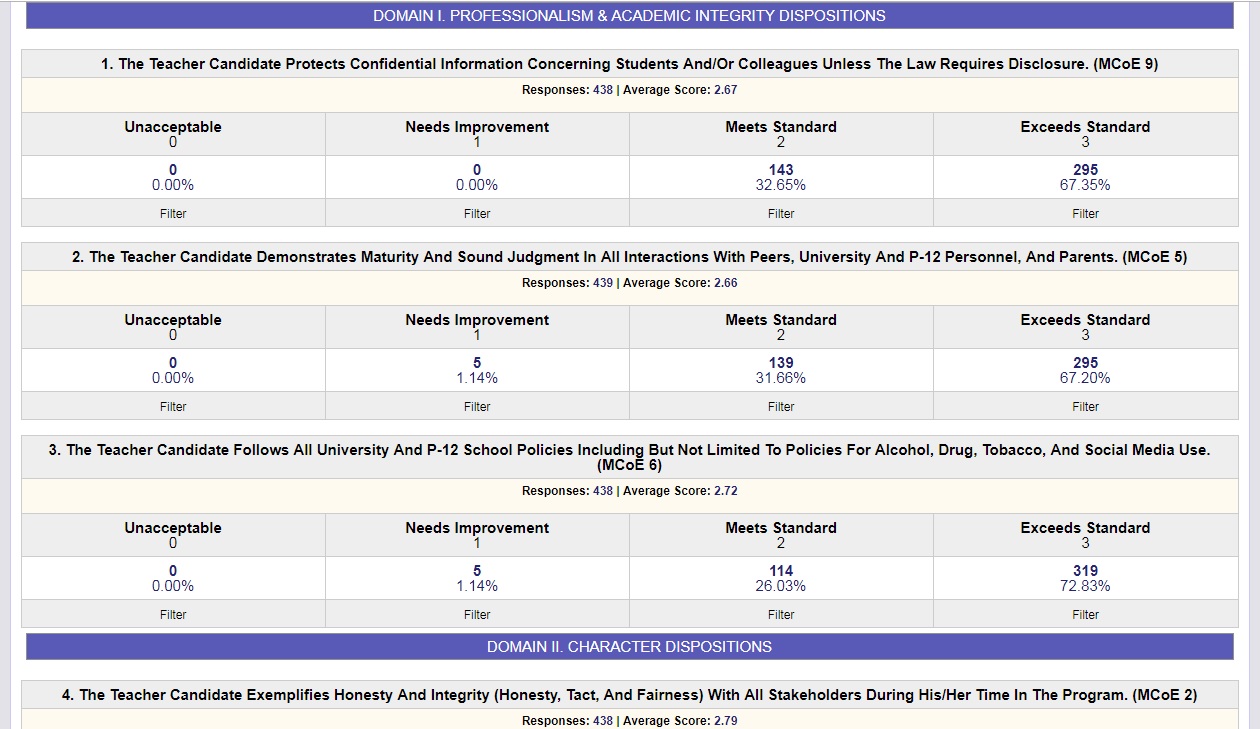 DOMAIN I. PROFESSIONALISM & ACADEMIC INTEGRITY DISPOSITIONS
1. The Teacher Candidate Protects Confidential Information Concerning Students And/Or Colleagues Unless The Law Requires Disclosure. (MCoE 9)
Responses: 438 | Average Score: 2.67
Unacceptable Needs Improvement Meets Standard Exceeds Standard
0 1 2 3
0 0 143 295
0.00% 0.00% 32.65% 67.35%
Filter Filter Filter Filter
2. The Teacher Candidate Demonstrates Maturity And Sound Judgment In All Interactions With Peers, University And P-12 Personnel, And Parents. (MCoE 5)
Responses: 439 | Average Score: 2.66
Unacceptable Needs Improvement Meets Standard Exceeds Standard
0 1 2 3
0 5 139 295
0.00% 1.14% 31.66% 67.20%
Filter Filter Filter Filter
3. The Teacher Candidate Follows All University And P-12 School Policies Including But Not Limited To Policies For Alcohol, Drug, Tobacco, And Social Media Use.
(MCoE 6)
Responses: 438 | Average Score: 2.72
Unacceptable Needs Improvement Meets Standard Exceeds Standard
0 1 2 3
0 5 114 319
0.00% 1.14% 26.03% 72.83%
Filter Filter Filter Filter
DOMAIN II. CHARACTER DISPOSITIONS
4. The Teacher Candidate Exemplifies Honesty And Integrity (Honesty, Tact, And Fairness) With All Stakeholders During His/Her Time In The Program. (MCoE 2)
Responses: 438 | Average Score: 2.79